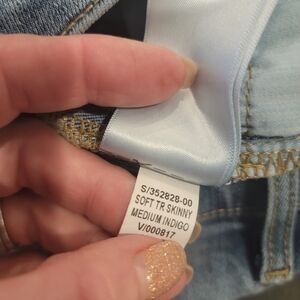 S/352828-00
SOFT TR SKINNY
MEDIUM INDIGO
V/000817